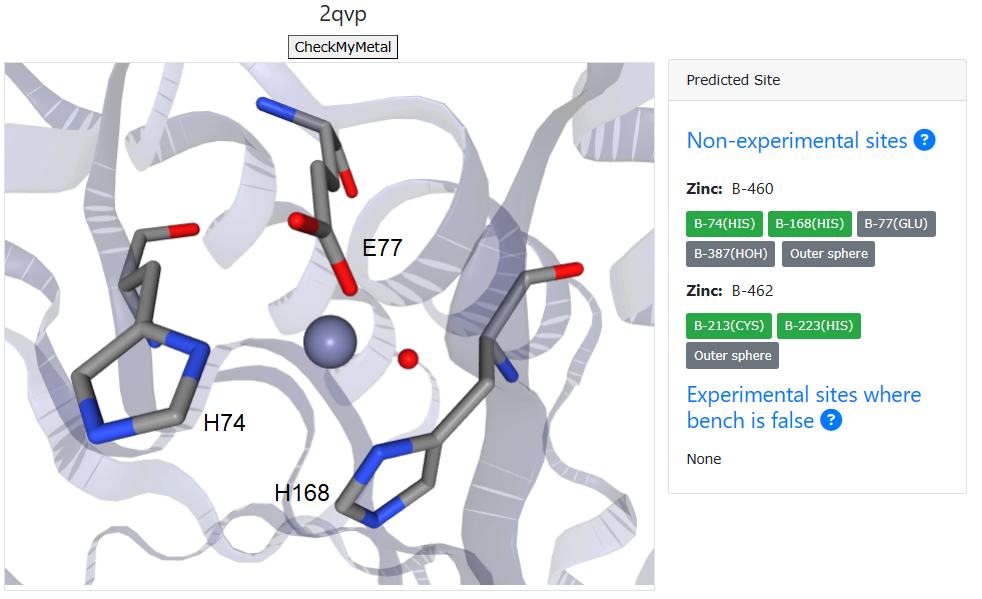 2qvp
CheckMyMetal
E77
H74
H168
Predicted Site
Non-experimental sites ?
Zinc: B-460
B-74(HIS) B-168(HIS) B-77(GLU)
B-387(HOH) Outer sphere
Zinc: B-462
B-213(CYS) B-223(HIS)
Outer sphere
Experimental sites where
bench is false ?
None